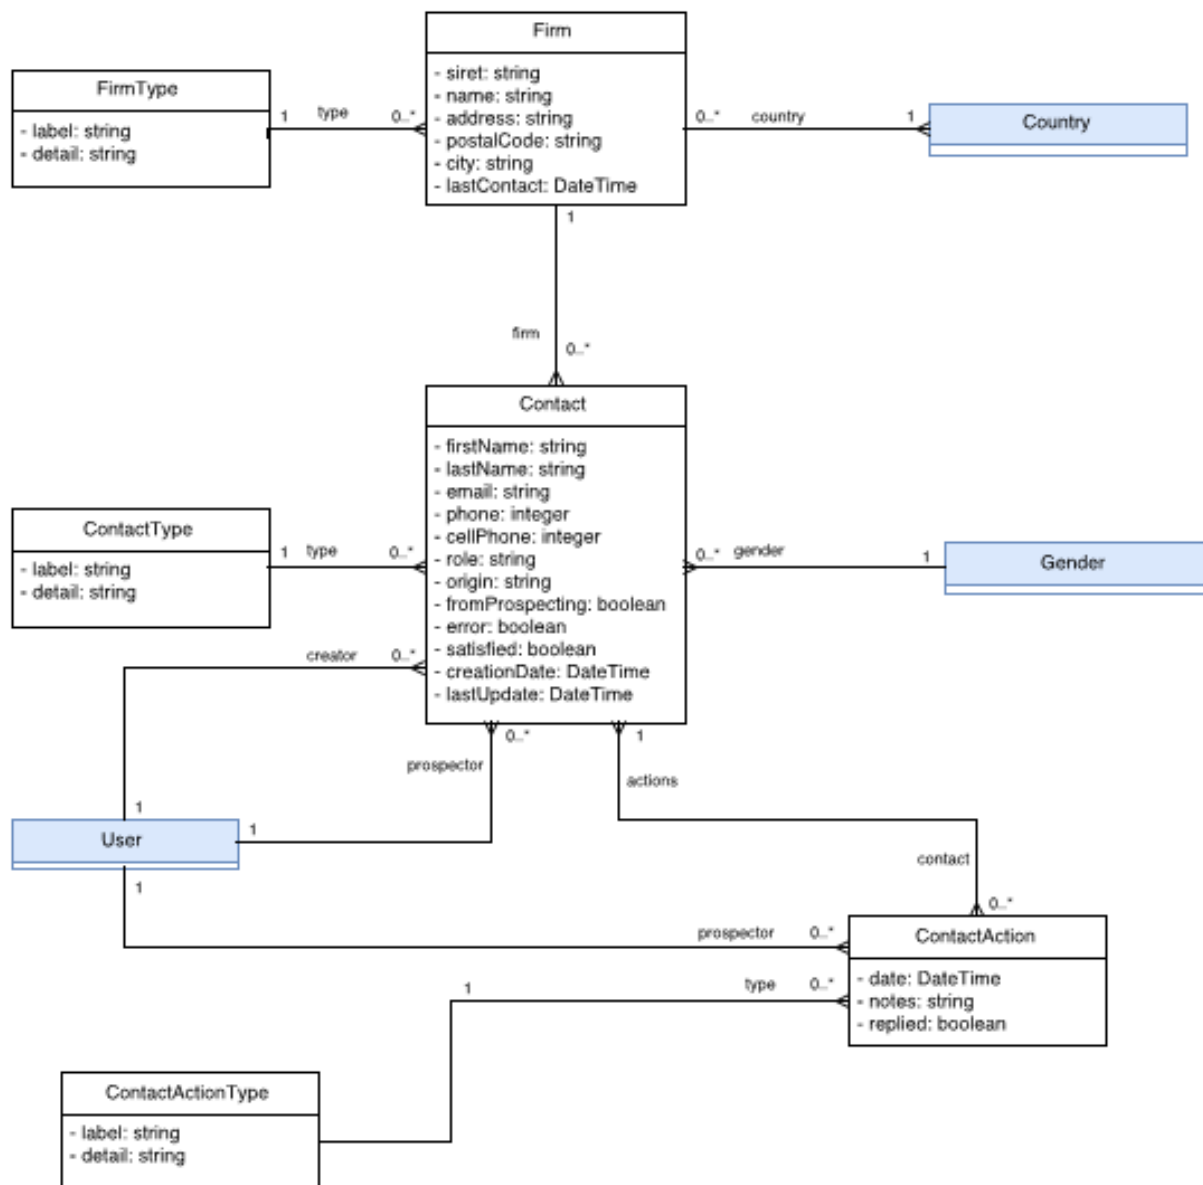 Firm
- siret: string
- name: string
- address: string
- postalCode: string
- city: string
- lastContact: DateTime
FirmType
- label: string
- detail: string
1 type 0..*
0..* country 1
Country
1
firm
0..*
Contact
- firstName: string
- lastName: string
- email: string
- phone: integer
- cellPhone: integer
- role: string
- origin: string
- fromProspecting: boolean
- error: boolean
- satisfied: boolean
- creationDate: DateTime
- lastUpdate: DateTime
ContactType
- label: string
- detail: string
1 type 0..*
0..* gender 1
Gender
creator 0..*
0..*
1
prospector
actions
1
1
User
1
contact
0..*
prospector 0..*
ContactAction
- date: DateTime
- notes: string
- replied: boolean
1
type 0..*
ContactActionType
- label: string
- detail: string